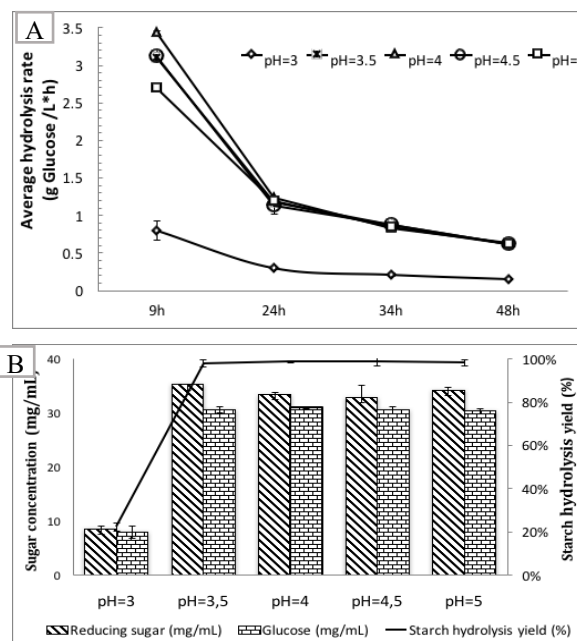 A
Average hydrolysis rate
(g Glucose /L*h)
3.5
3
2.5
2
1.5
1
0.5
0
pH=3 pH=3.5 pH=4 pH=4.5 pH=
9h 24h 34h 48h
B
Sugar concentration (mg/mL)
40
30
20
10
0
100%
80%
60%
40%
20%
0%
Starch hydrolysis yield (%)
pH=3 pH=3,5 pH=4 pH=4,5 pH=5
Reducing sugar (mg/mL) Glucose (mg/mL) Starch hydrolysis yield (%)